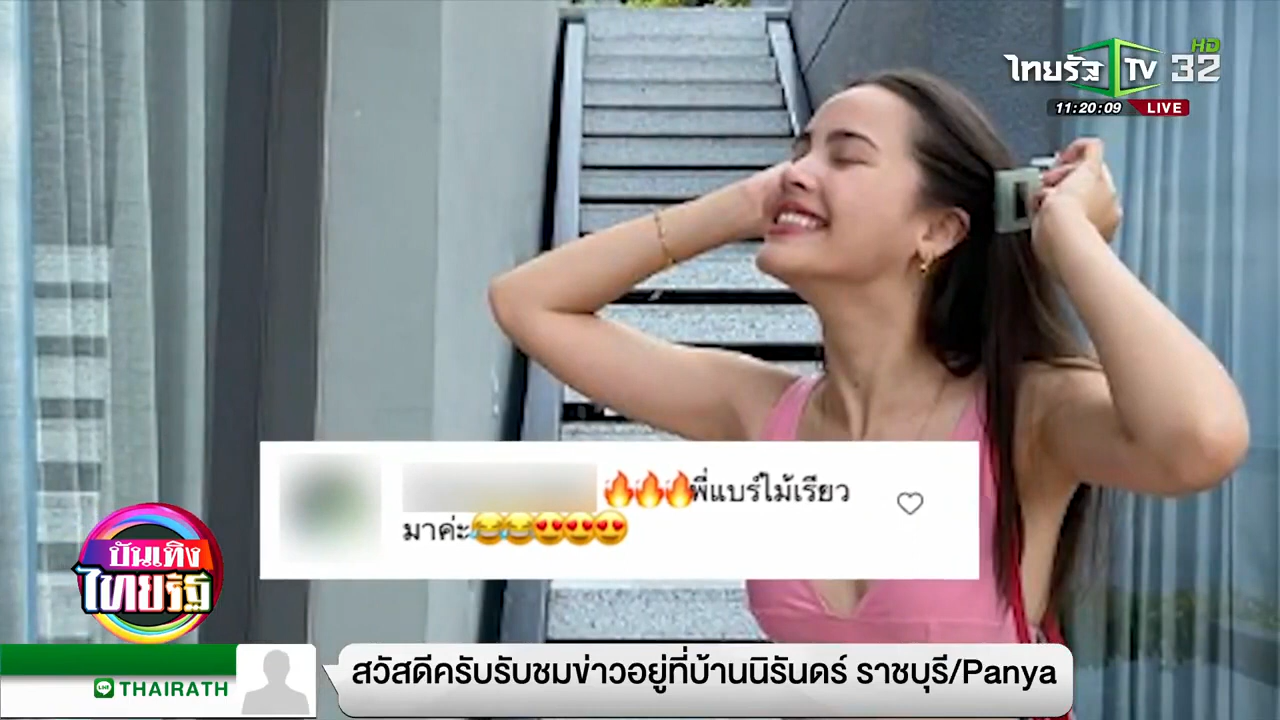 ไทยรัฐ TV 32 HD
11:20:09 LIVE
🔥🔥🔥พี่แบร์ไม้เรียว
มาค่ะ😂😂😍😍😍
บันเทิง
ไทยรัฐ
THAIRATH
สวัสดีครับรับชมข่าวอยู่ที่บ้านนิรันดร์ ราชบุรี/Panya